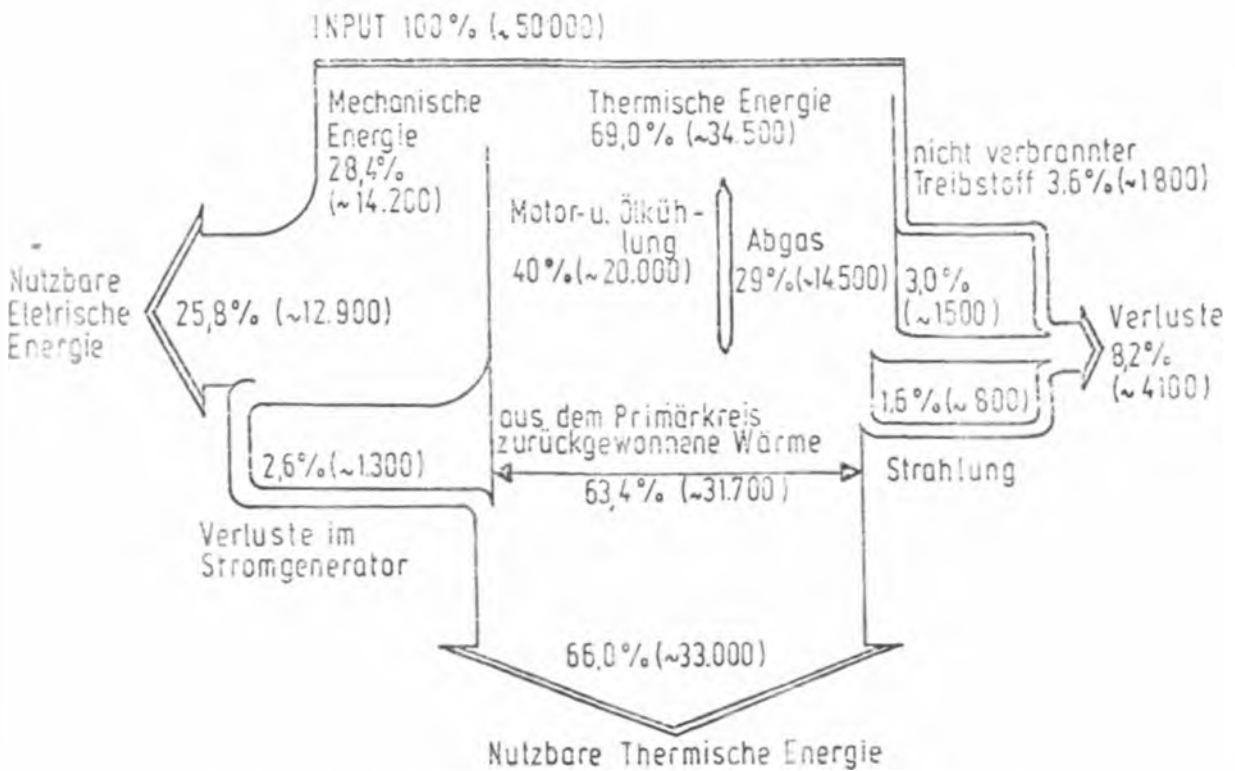 INPUT 100% (~50.000)
Mechanische
Energie
28,4%
(~14.200)
Thermische Energie
69,0% (~34.500)
nicht verbrannter
Treibstoff 3,6% (~1800)
Motor- u. Ölküh-
lung
40% (~20.000)
Abgas
29% (~14.500)
3,0%
(~1500)
Nutzbare
Eletrische
Energie
25,8% (~12.900)
Verluste
8,2%
(~4100)
1,6% (~800)
aus dem Primärkreis
zurückgewonnene Wärme
63,4% (~31.700)
2,6% (~1.300)
Strahlung
Verluste im
Stromgenerator
66,0% (~33.000)
Nutzbare Thermische Energie